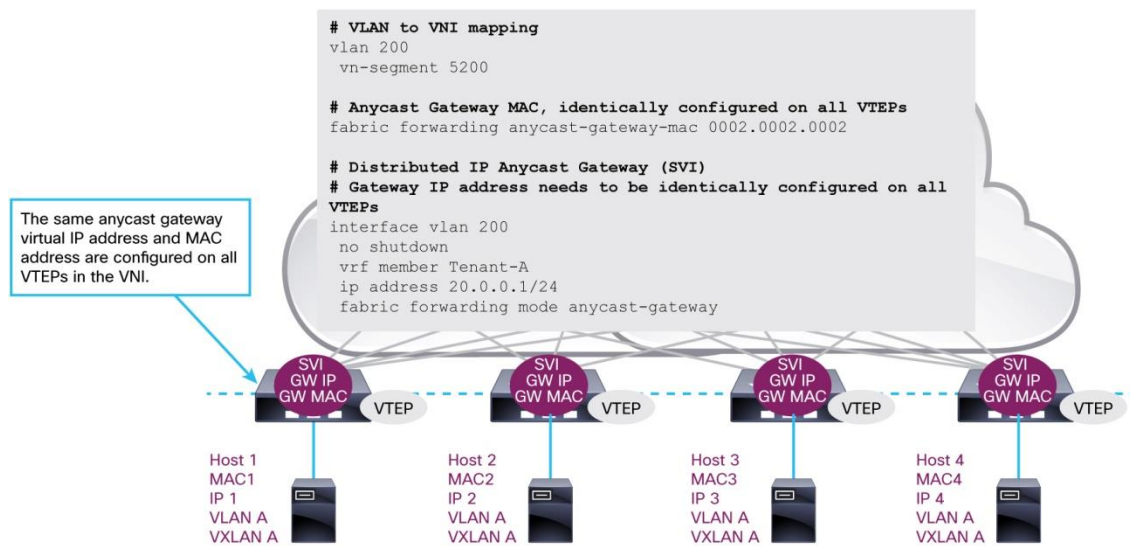 # VLAN to VNI mapping
vlan 200
vn-segment 5200
# Anycast Gateway MAC, identically configured on all VTEPs
fabric forwarding anycast-gateway-mac 0002.0002.0002
# Distributed IP Anycast Gateway (SVI)
# Gateway IP address needs to be identically configured on all
VTEPs
interface vlan 200
no shutdown
vrf member Tenant-A
ip address 20.0.0.1/24
fabric forwarding mode anycast-gateway
The same anycast gateway
virtual IP address and MAC
address are configured on all
VTEPs in the VNI.
SVI
GW IP
GW MAC
VTEP
SVI
GW IP
GW MAC
VTEP
SVI
GW IP
GW MAC
VTEP
SVI
GW IP
GW MAC
VTEP
Host 1
MAC1
IP 1
VLAN A
VXLAN A
Host 2
MAC2
IP 2
VLAN A
VXLAN A
Host 3
MAC3
IP 3
VLAN A
VXLAN A
Host 4
MAC4
IP 4
VLAN A
VXLAN A